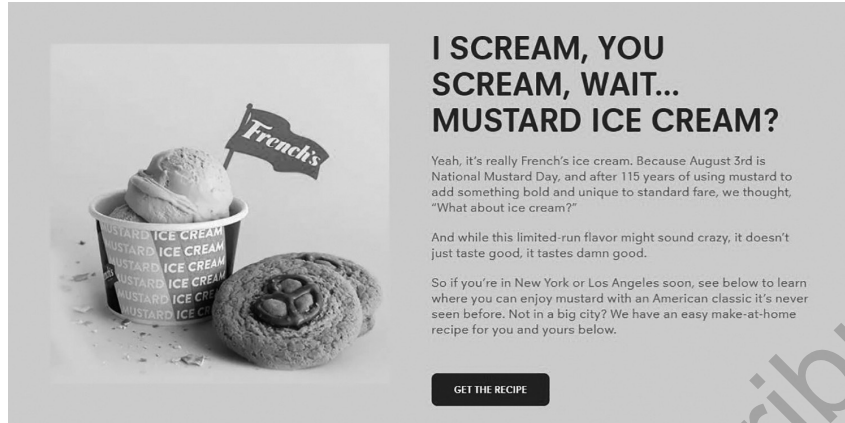 I SCREAM, YOU
SCREAM, WAIT...
MUSTARD ICE CREAM?
Yeah, it's really French's ice cream. Because August 3rd is
National Mustard Day, and after 115 years of using mustard to
add something bold and unique to standard fare, we thought,
"What about ice cream?"
And while this limited-run flavor might sound crazy, it doesn't
just taste good, it tastes damn good.
So if you're in New York or Los Angeles soon, see below to learn
where you can enjoy mustard with an American classic it's never
seen before. Not in a big city? We have an easy make-at-home
recipe for you and yours below.
GET THE RECIPE
French's
MUSTARD ICE CREAM
MUSTARD ICE CREAM
MUSTARD ICE CREAM
MUSTARD ICE CREAM
MUSTARD ICE CRE
MUSTARD ICE C